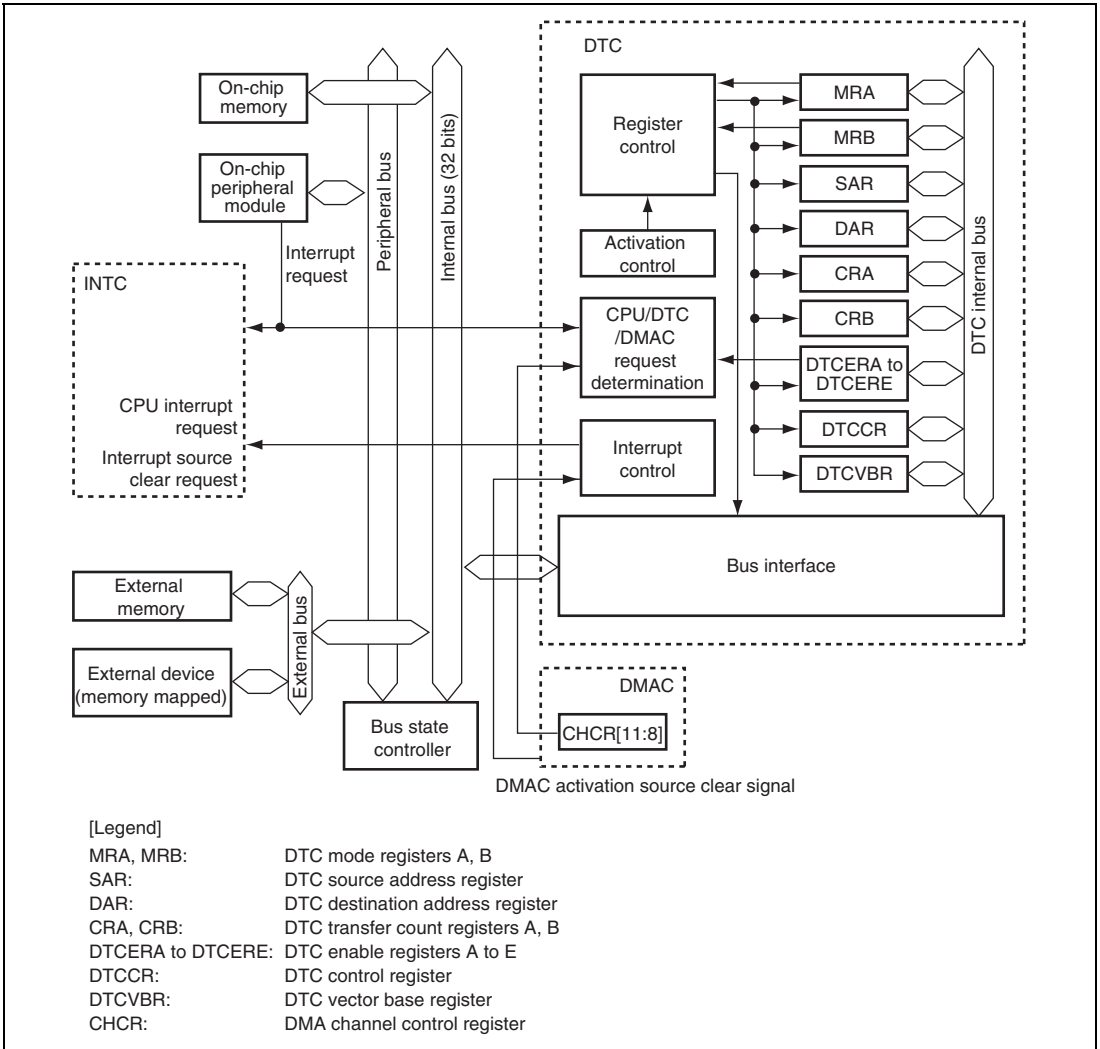 DTC
On-chip
memory
On-chip
peripheral
module
Interrupt
request
Peripheral bus
Internal bus (32 bits)
INTC
CPU interrupt
request
Interrupt source
clear request
Register
control
Activation
control
CPU/DTC
/DMAC
request
determination
Interrupt
control
MRA
MRB
SAR
DAR
CRA
CRB
DTCERA to
DTCERE
DTCCR
DTCVBR
DTC internal bus
Bus interface
External
memory
External device
(memory mapped)
External bus
Bus state
controller
DMAC
CHCR[11:8]
DMAC activation source clear signal
[Legend]
MRA, MRB: DTC mode registers A, B
SAR: DTC source address register
DAR: DTC destination address register
CRA, CRB: DTC transfer count registers A, B
DTCERA to DTCERE: DTC enable registers A to E
DTCCR: DTC control register
DTCVBR: DTC vector base register
CHCR: DMA channel control register